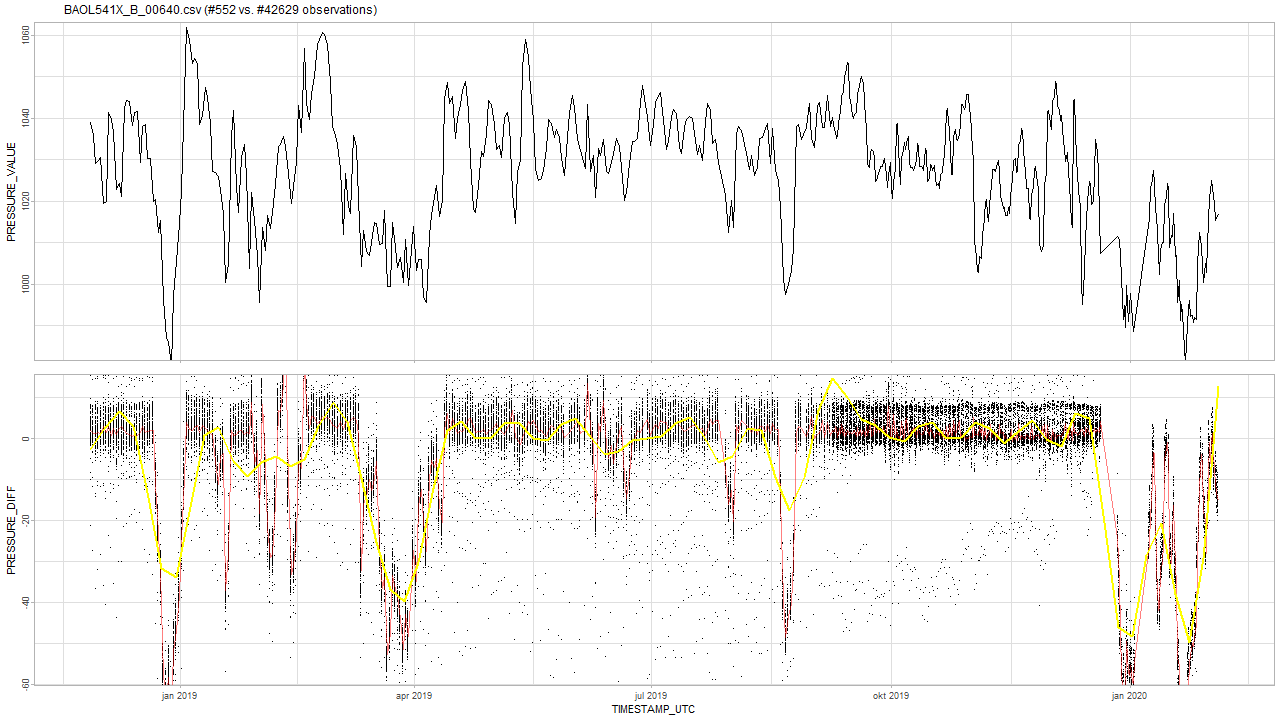 BAOL541X_B_00640.csv (#552 vs. #42629 observations)
PRESSURE_VALUE
1060
1040
1020
1000
PRESSURE_DIFF
0
-20
-40
-60
jan 2019
apr 2019
jul 2019
okt 2019
jan 2020
TIMESTAMP_UTC